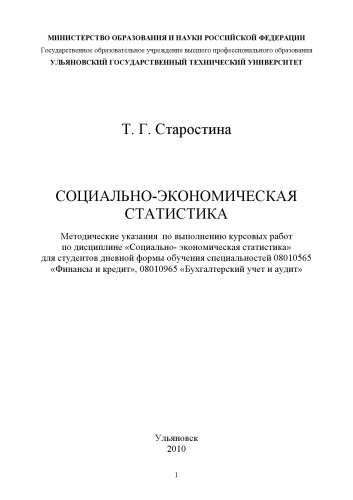 МИНИСТЕРСТВО ОБРАЗОВАНИЯ И НАУКИ РОССИЙСКОЙ ФЕДЕРАЦИИ
Государственное образовательное учреждение высшего профессионального образования
УЛЬЯНОВСКИЙ ГОСУДАРСТВЕННЫЙ ТЕХНИЧЕСКИЙ УНИВЕРСИТЕТ
Т. Г. Старостина
СОЦИАЛЬНО-ЭКОНОМИЧЕСКАЯ
СТАТИСТИКА
Методические указания по выполнению курсовых работ
по дисциплине «Социально- экономическая статистика»
для студентов дневной формы обучения специальностей 08010565
«Финансы и кредит», 08010965 «Бухгалтерский учет и аудит»
Ульяновск
2010
1